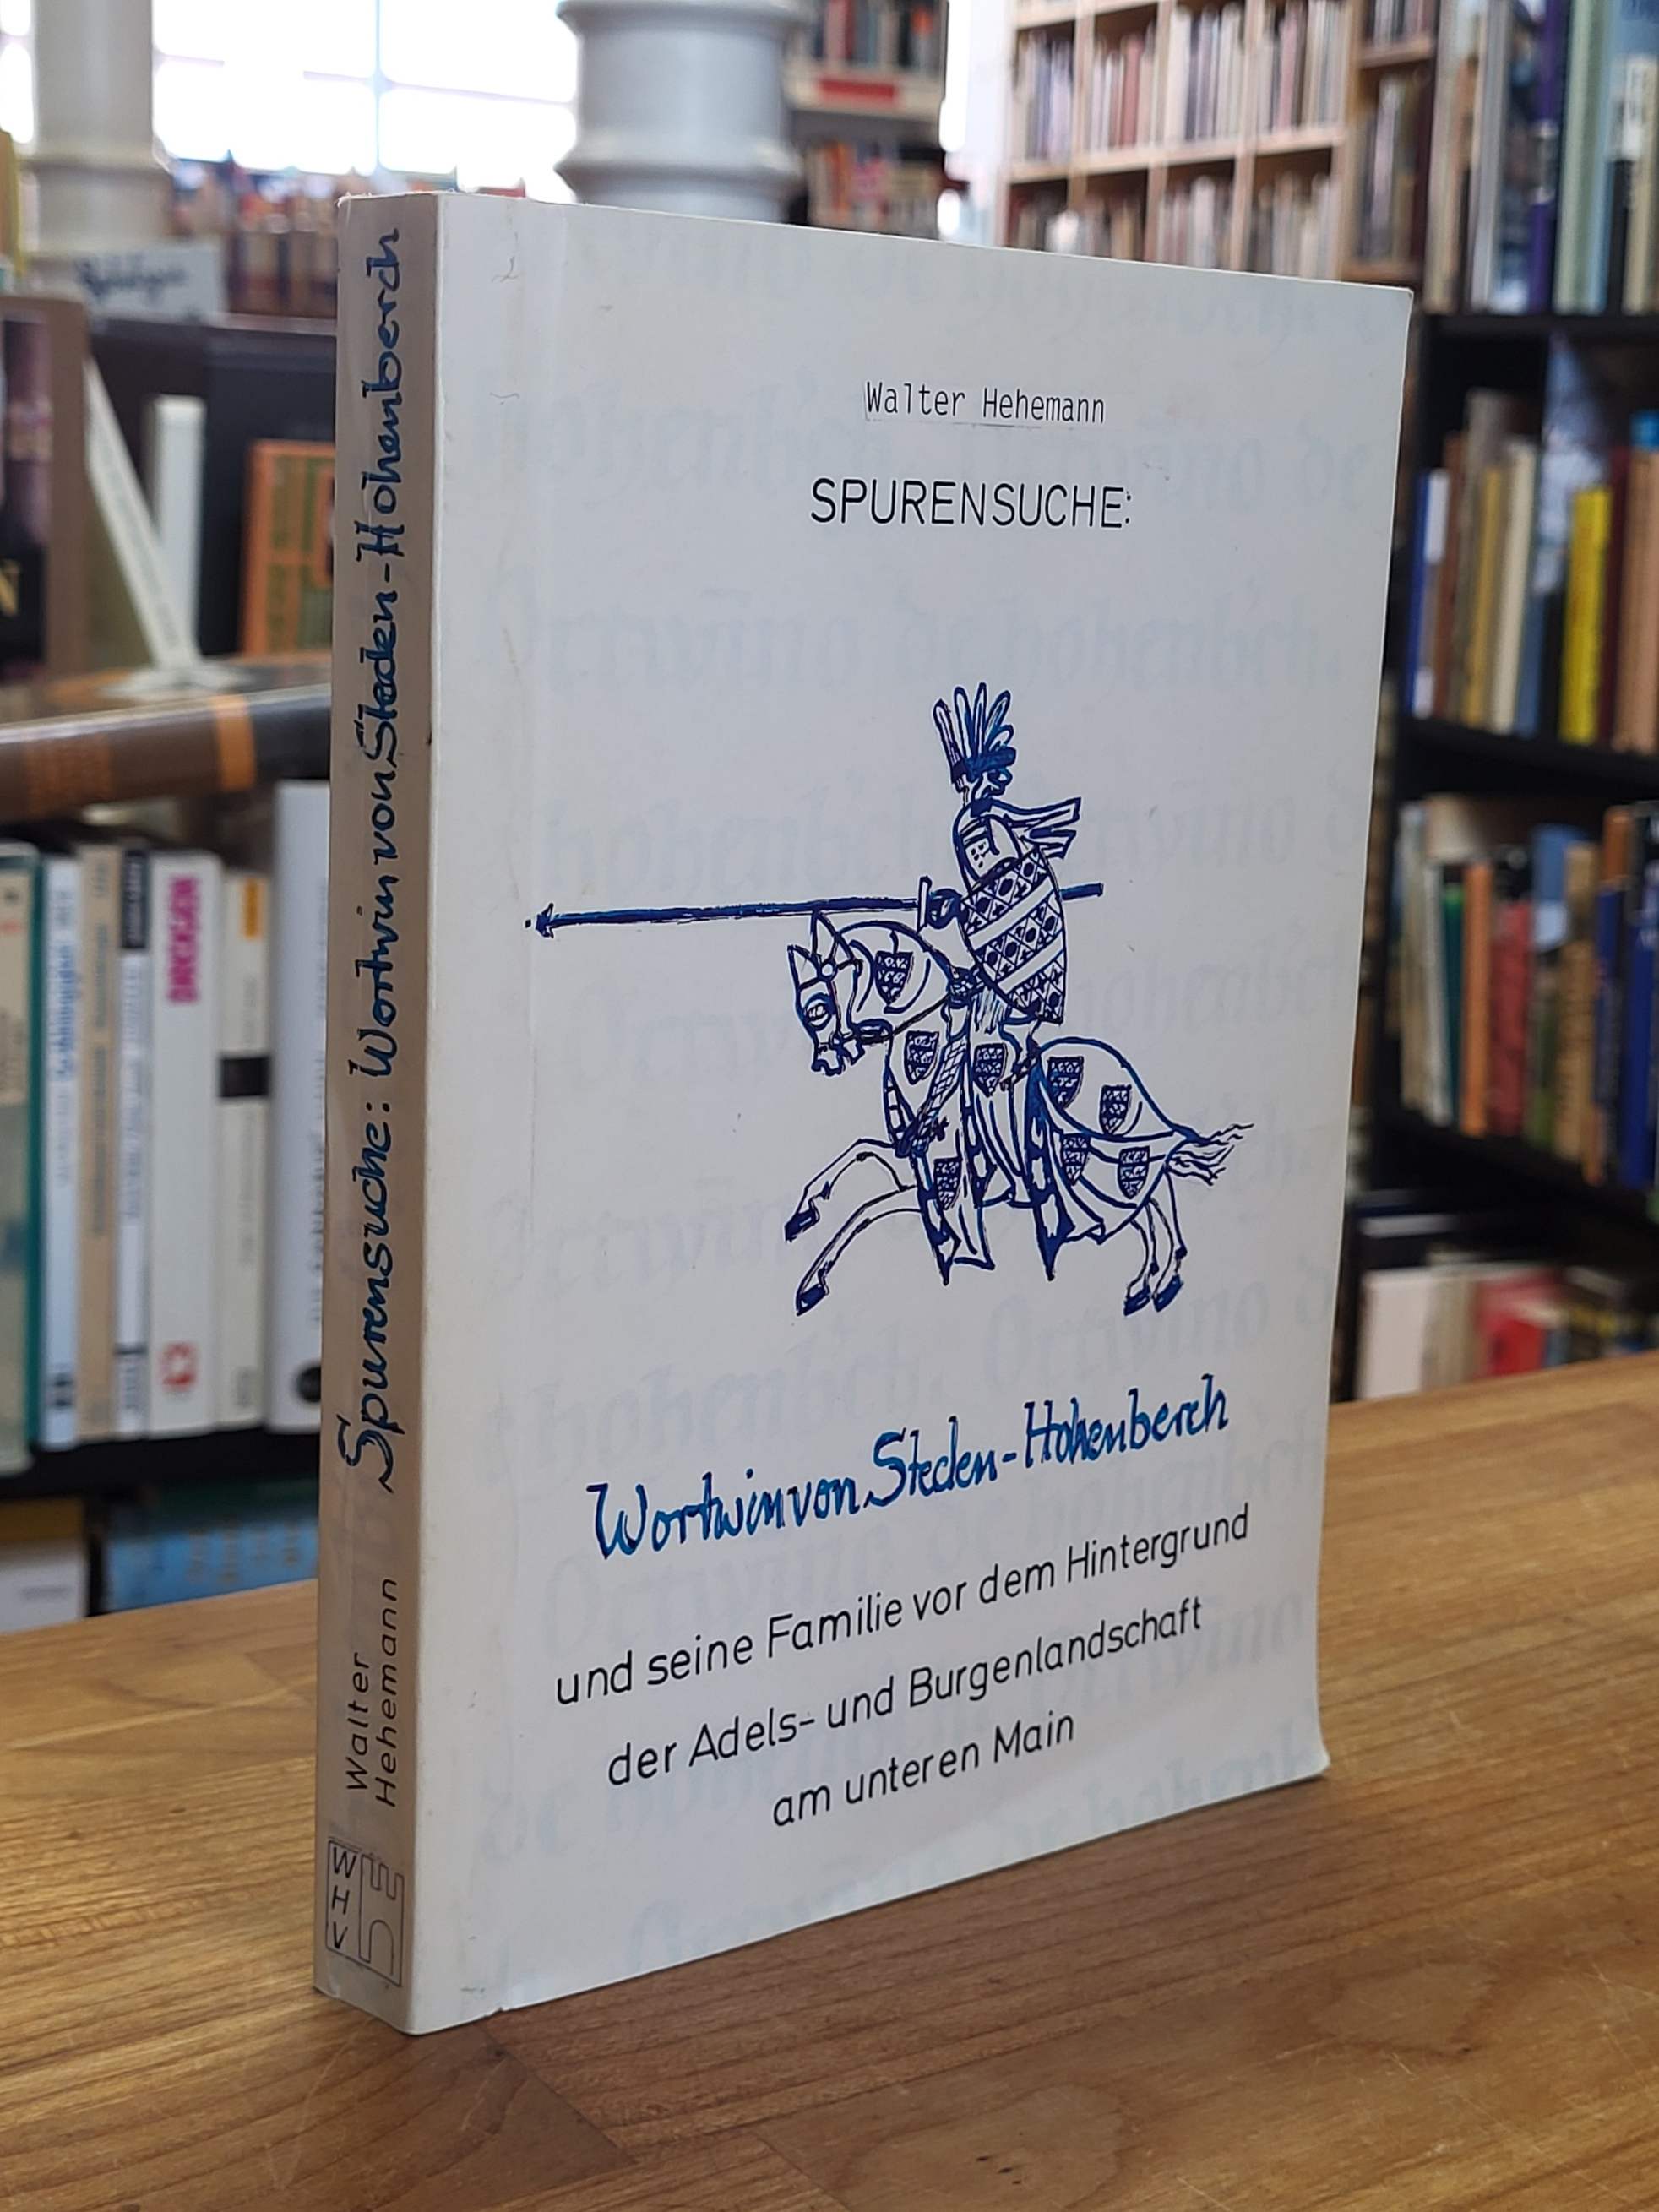 Walter Hehemann
SPURENSUCHE:
Wortwin von Steden-Hohenberch
und seine Familie vor dem Hintergrund
der Adels- und Burgenlandschaft
am unteren Main
Spurensuche: Wortwin von Steden-Hohenberch
Walter
Hehemann
DROGEN